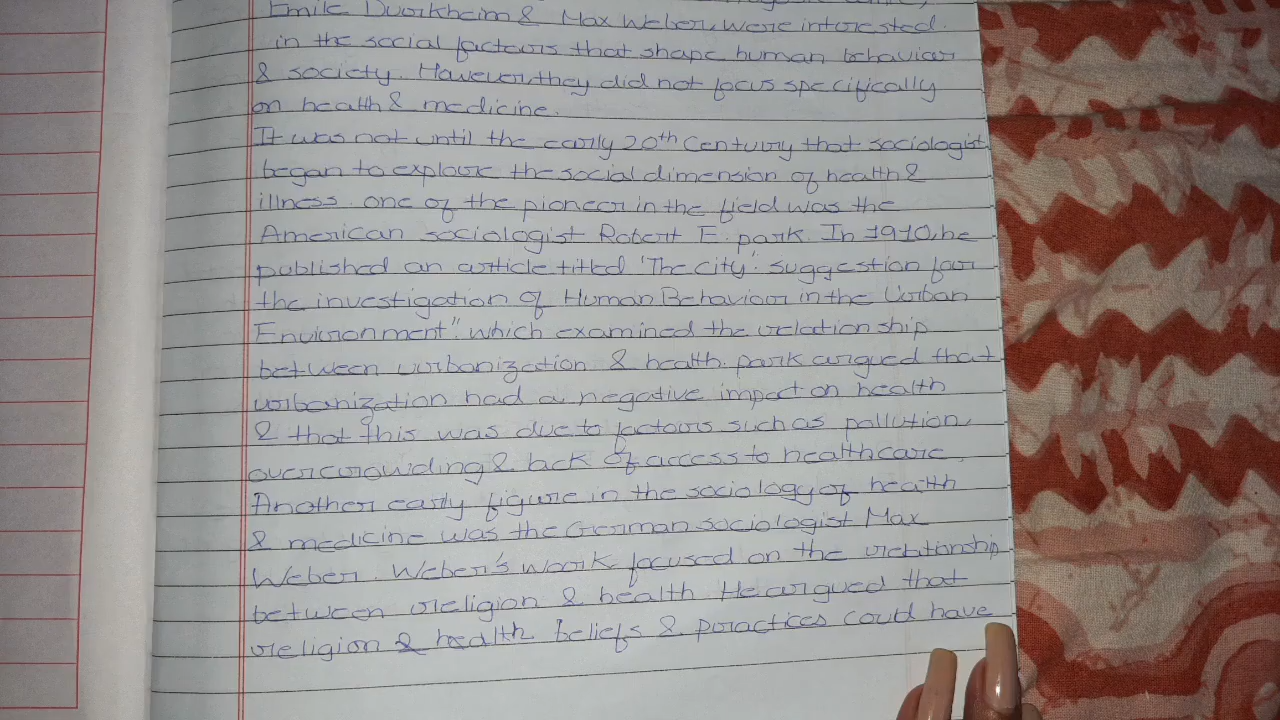 Emile Duorkheim & Max Weber were interested
in the social factors that shape human behavior
& society. However, they did not focus specifically
on health & medicine.
It was not until the early 20th Century that sociologist
began to explore the social dimension of health &
illness. one of the pioneer in the field was the
American sociologist Robert E. park. In 1910, he
published an article titled 'The city'. suggestion for
the investigation of Human Behaviour in the Urban
Environment". which examined the relationship
between urbanization & health. park argued that
urbanization had a negative impact on health
& that this was due to factors such as pollution,
overcrowding & lack of access to healthcare.
Another early figure in the sociology of health
& medicine was the German sociologist Max
Weber. Weber's work focused on the relationship
between religion & health. He argued that
religion & health beliefs & practices could have